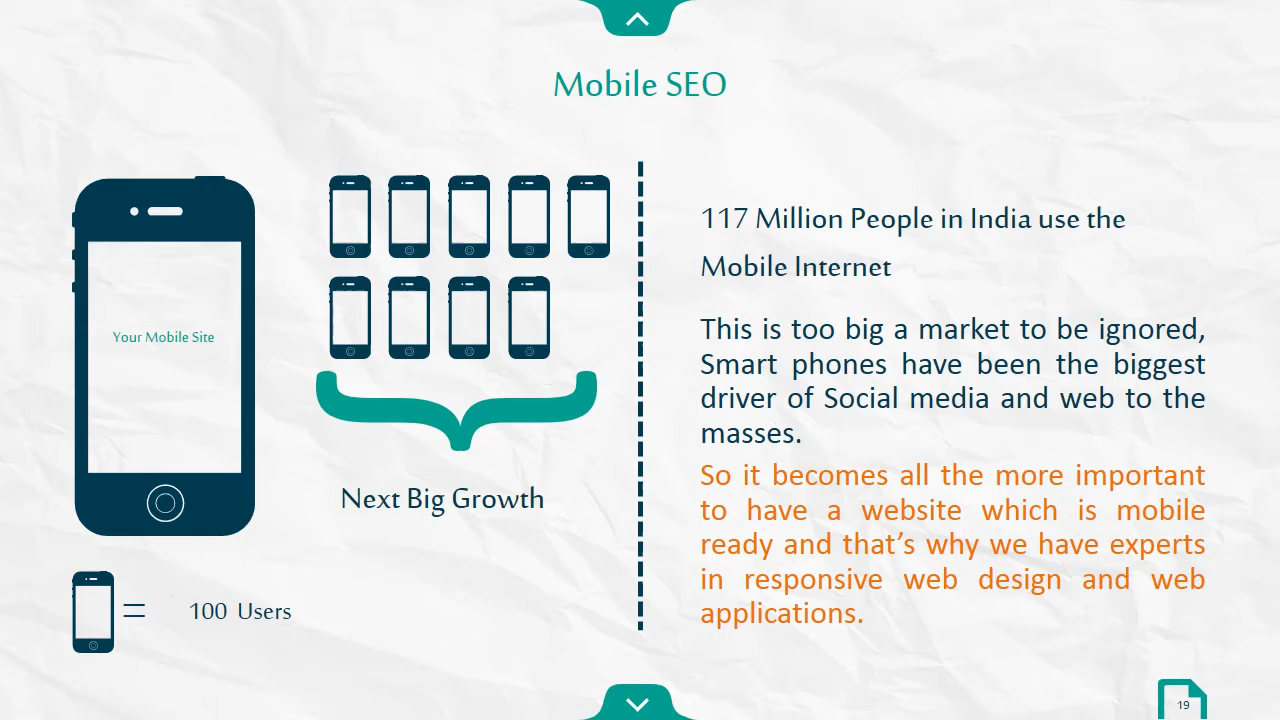 Mobile SEO
Your Mobile Site
Next Big Growth
= 100 Users
117 Million People in India use the
Mobile Internet
This is too big a market to be ignored,
Smart phones have been the biggest
driver of Social media and web to the
masses.
So it becomes all the more important
to have a website which is mobile
ready and that’s why we have experts
in responsive web design and web
applications.
19